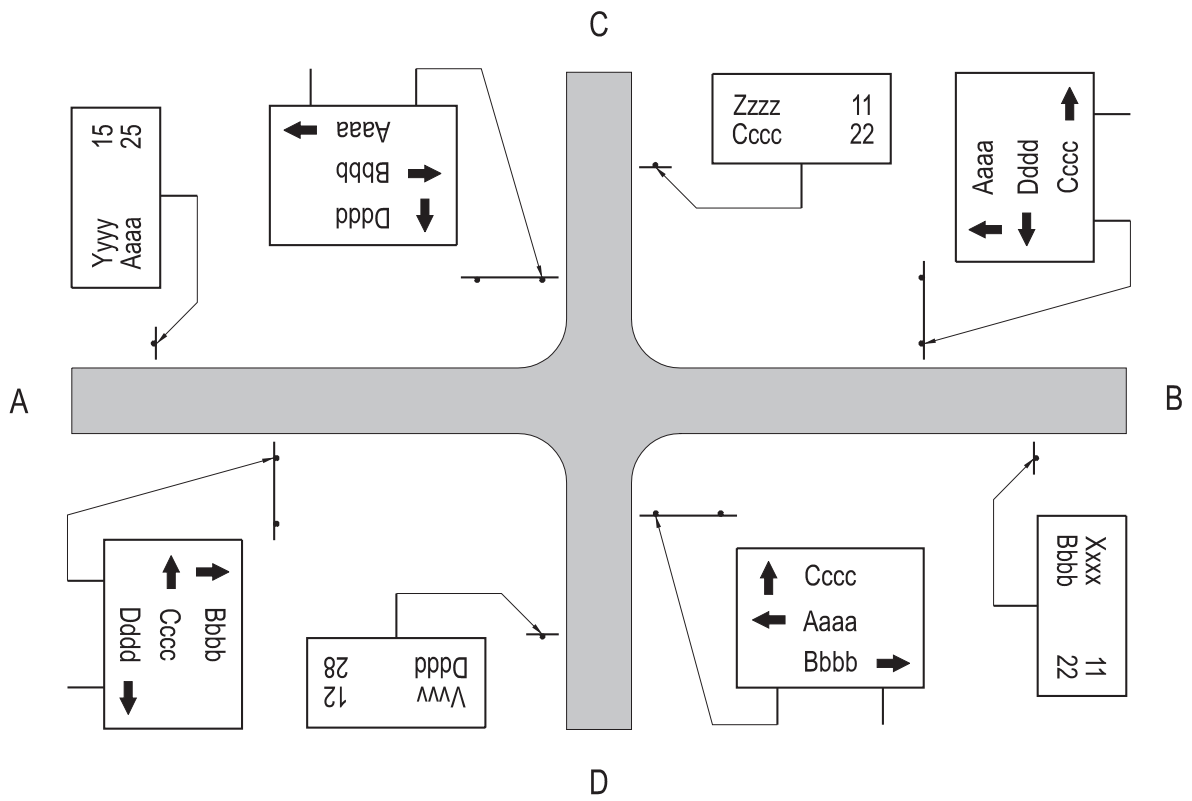 C
Yyyy 15
Aaaa 25
Dddd
Bbbb
Aaaa
Zzzz 11
Cccc 22
Aaaa
Dddd
Cccc
A
B
Bbbb
Cccc
Dddd
Vvvv 12
Dddd 28
Cccc
Aaaa
Bbbb
Xxxx 11
Bbbb 22
D